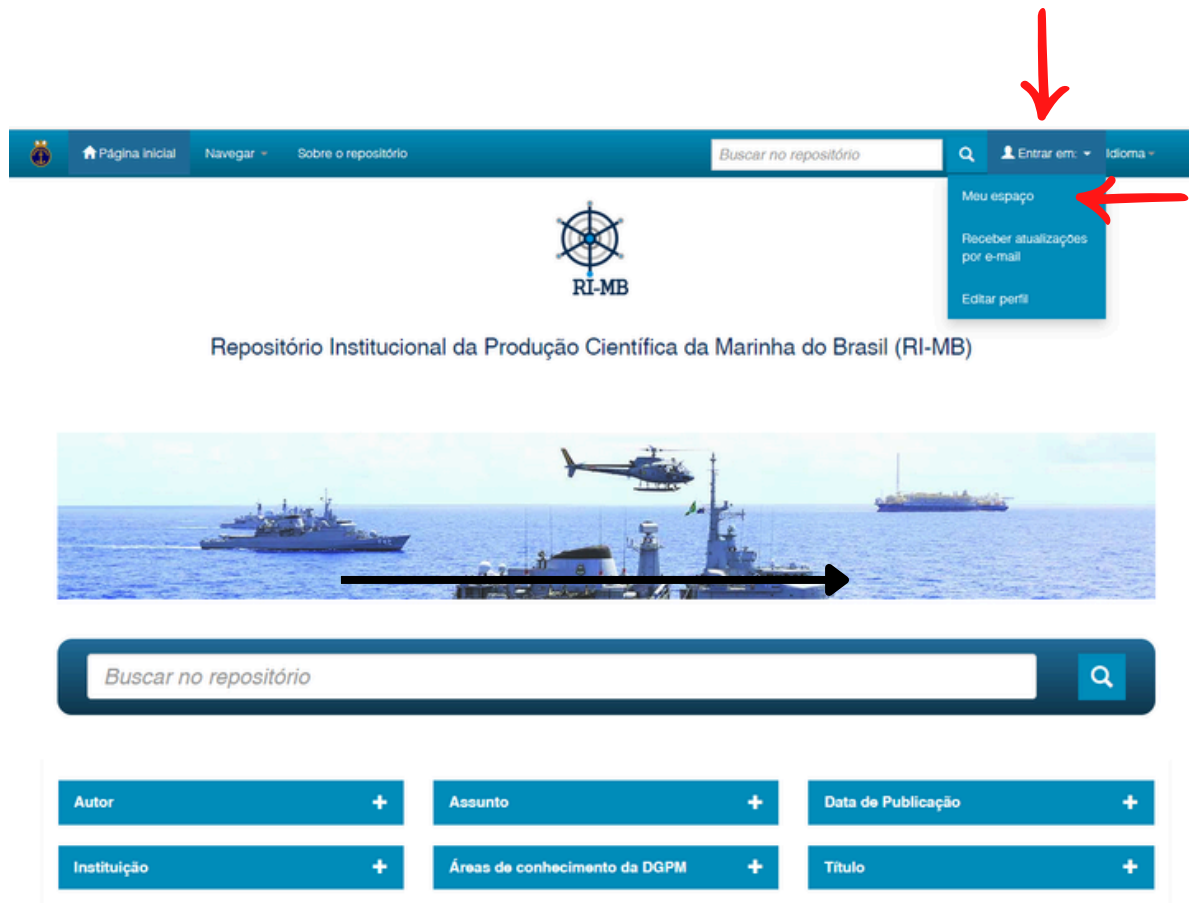 Página inicial
Navegar
Sobre o repositório
Buscar no repositório
Entrar em:
Idioma
Meu espaço
Receber atualizações
por e-mail
Editar perfil
RI-MB
Repositório Institucional da Produção Científica da Marinha do Brasil (RI-MB)
Buscar no repositório
Autor
Assunto
Data de Publicação
Instituição
Áreas de conhecimento da DGPM
Título